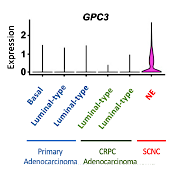 GPC3
Expression
2
1
0
Basal
Luminal-type
Luminal-type
Luminal-type
Luminal-type
NE
Primary CRPC SCNC
Adenocarcinoma Adenocarcinoma